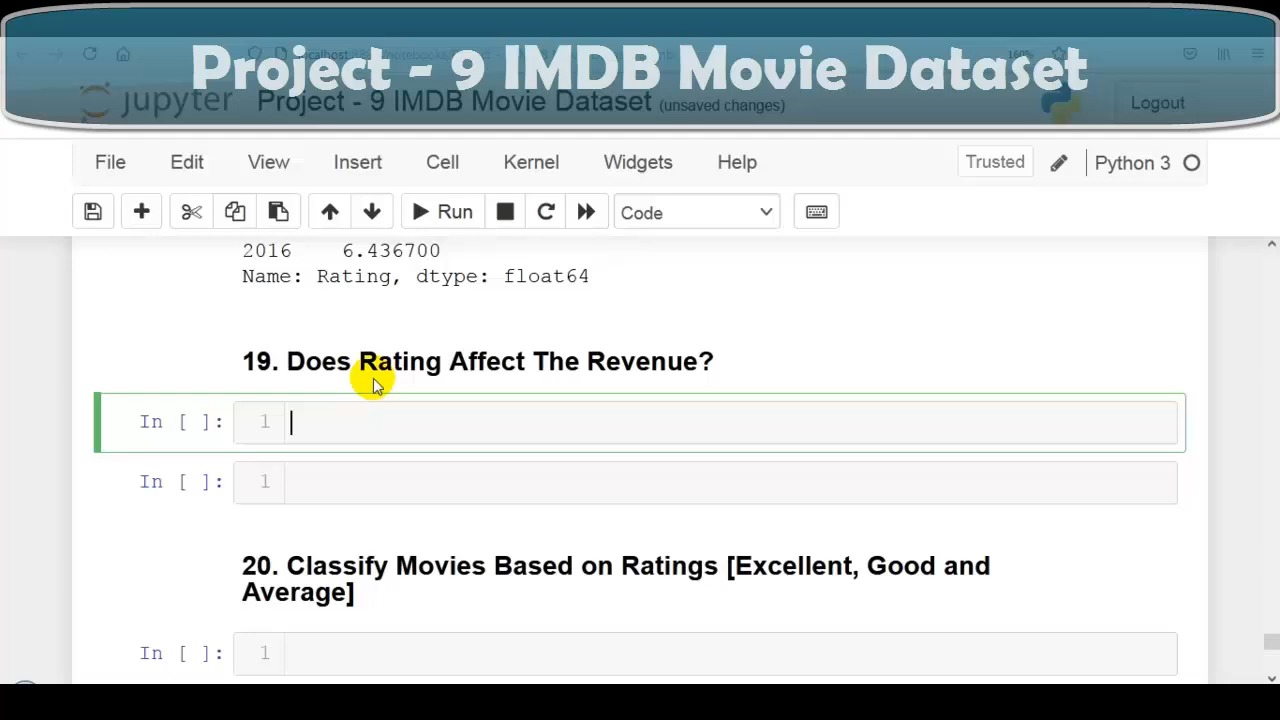 Project - 9 IMDB Movie Dataset
jupyter Project - 9 IMDB Movie Dataset (unsaved changes) Logout
File Edit View Insert Cell Kernel Widgets Help Trusted Python 3
Run Code
2016 6.436700
Name: Rating, dtype: float64
19. Does Rating Affect The Revenue?
In [ ]: 1
In [ ]: 1
20. Classify Movies Based on Ratings [Excellent, Good and
Average]
In [ ]: 1